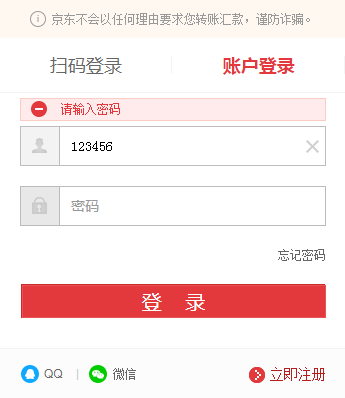 京东不会以任何理由要求您转账汇款，谨防诈骗。
扫码登录 账户登录
请输入密码
123456
密码
忘记密码
登 录
QQ 微信 立即注册